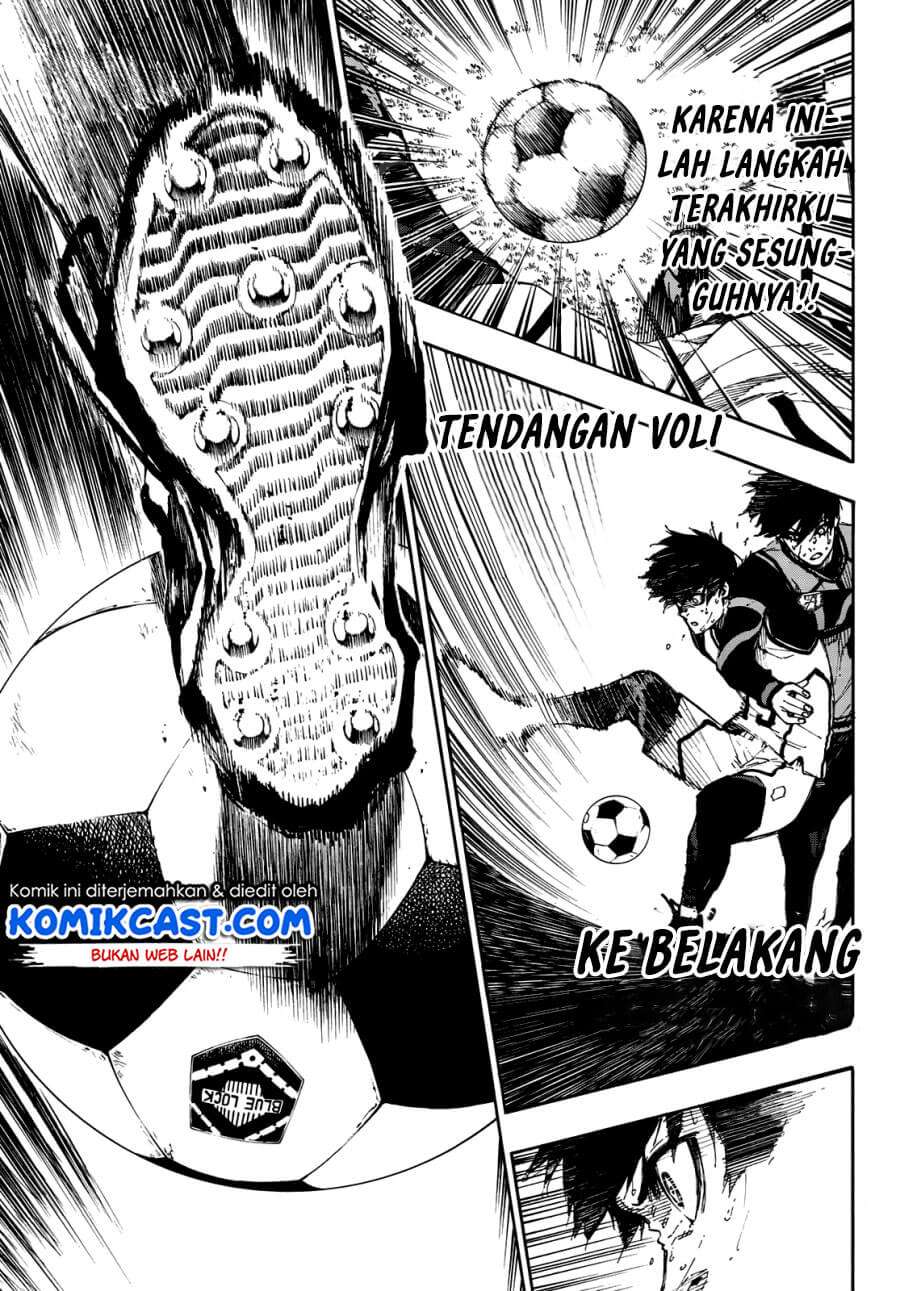 KARENA INI-
LAH LANGKAH
TERAKHIRKU
YANG SESUNG-
GUHNYA!!
TENDANGAN VOLI
KE BELAKANG
Komik ini diterjemahkan & diedit oleh
KOMIKCAST.COM
BUKAN WEB LAIN!!
BLUE LOCK